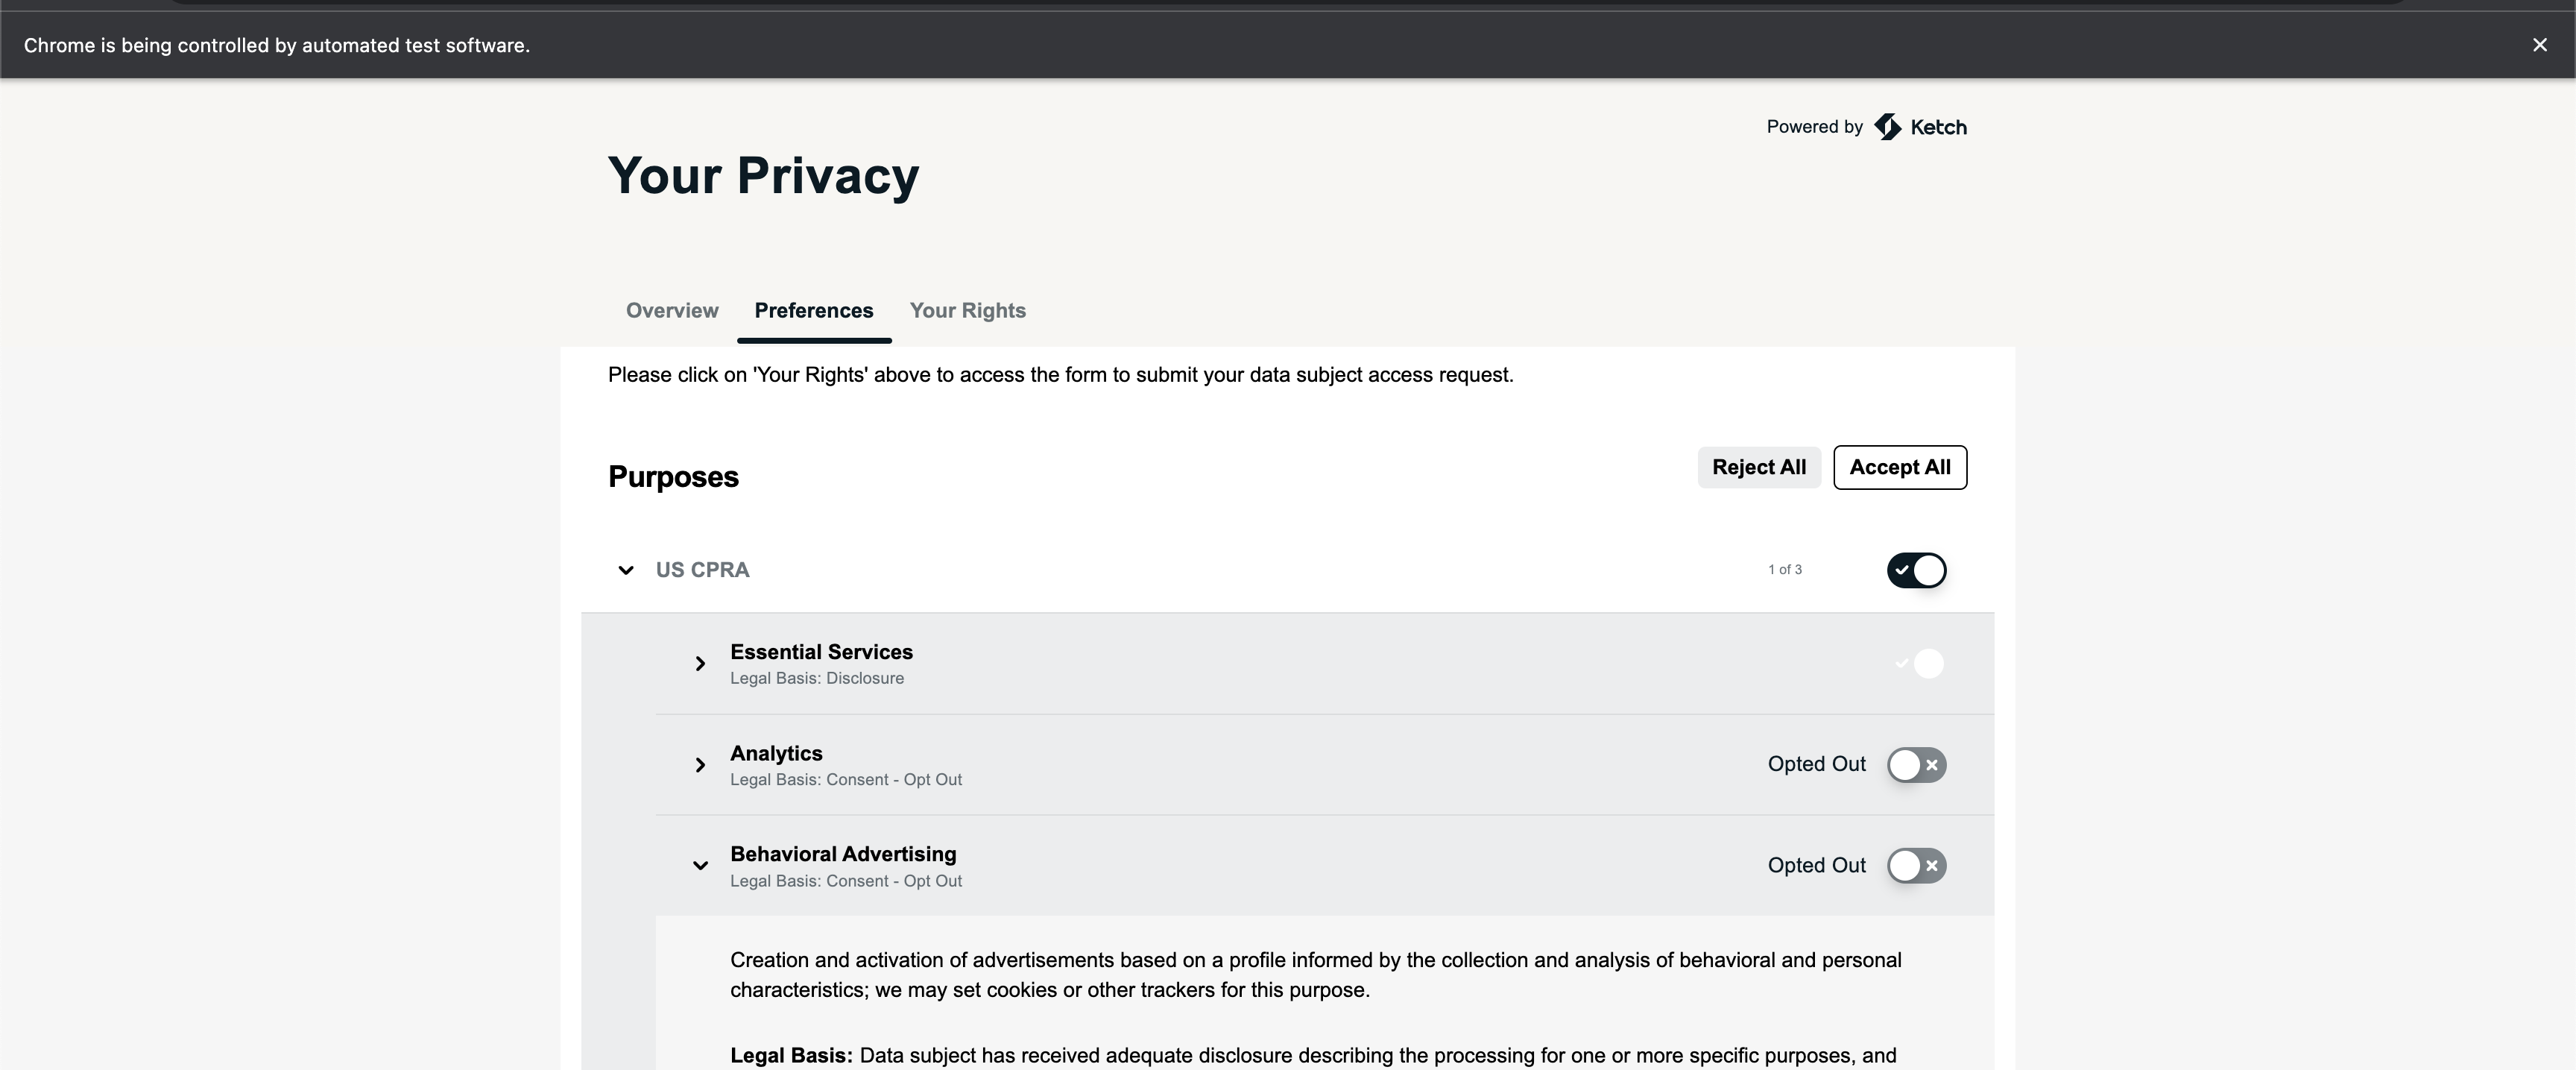 Chrome is being controlled by automated test software.
Powered by Ketch
Your Privacy
Overview Preferences Your Rights
Please click on 'Your Rights' above to access the form to submit your data subject access request.
Purposes
Reject All Accept All
US CPRA 1 of 3
Essential Services
Legal Basis: Disclosure
Analytics
Legal Basis: Consent - Opt Out
Opted Out
Behavioral Advertising
Legal Basis: Consent - Opt Out
Opted Out
Creation and activation of advertisements based on a profile informed by the collection and analysis of behavioral and personal
characteristics; we may set cookies or other trackers for this purpose.
Legal Basis: Data subject has received adequate disclosure describing the processing for one or more specific purposes, and